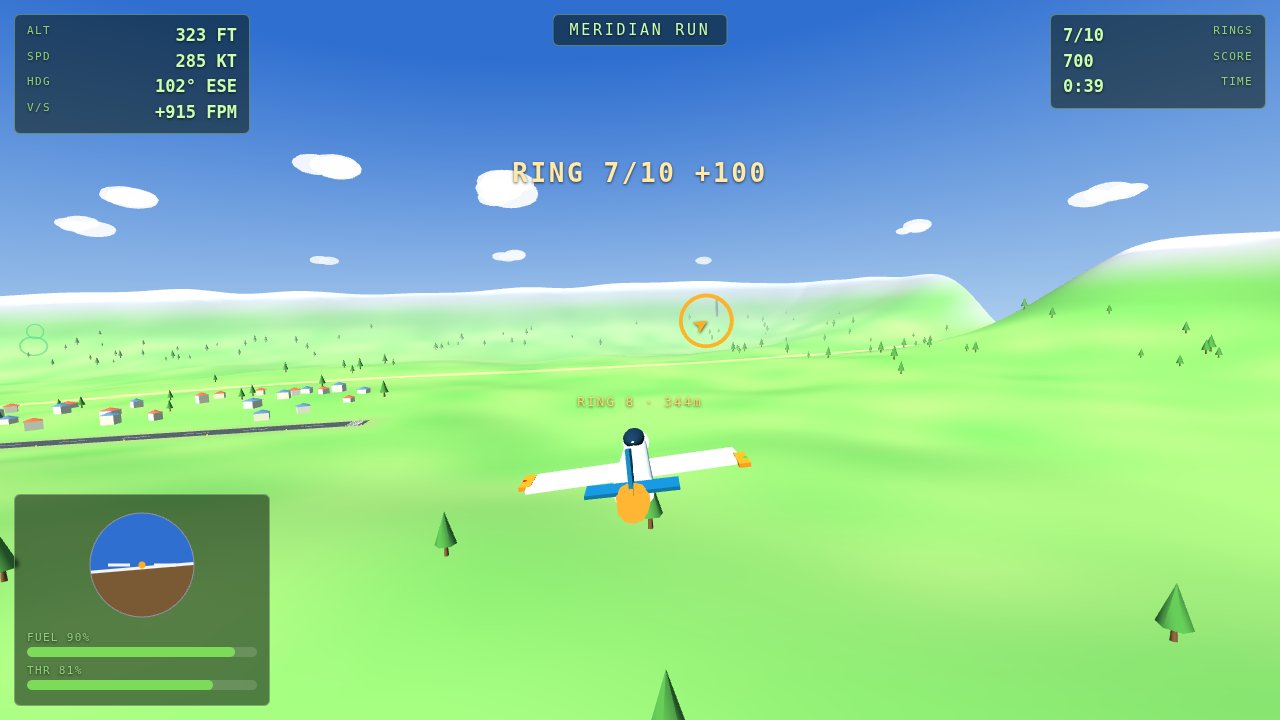 ALT 323 FT
SPD 285 KT
HDG 102° ESE
V/S +915 FPM
MERIDIAN RUN
7/10 RINGS
700 SCORE
0:39 TIME
RING 7/10 +100
RING 8 - 344m
FUEL 90%
THR 81%